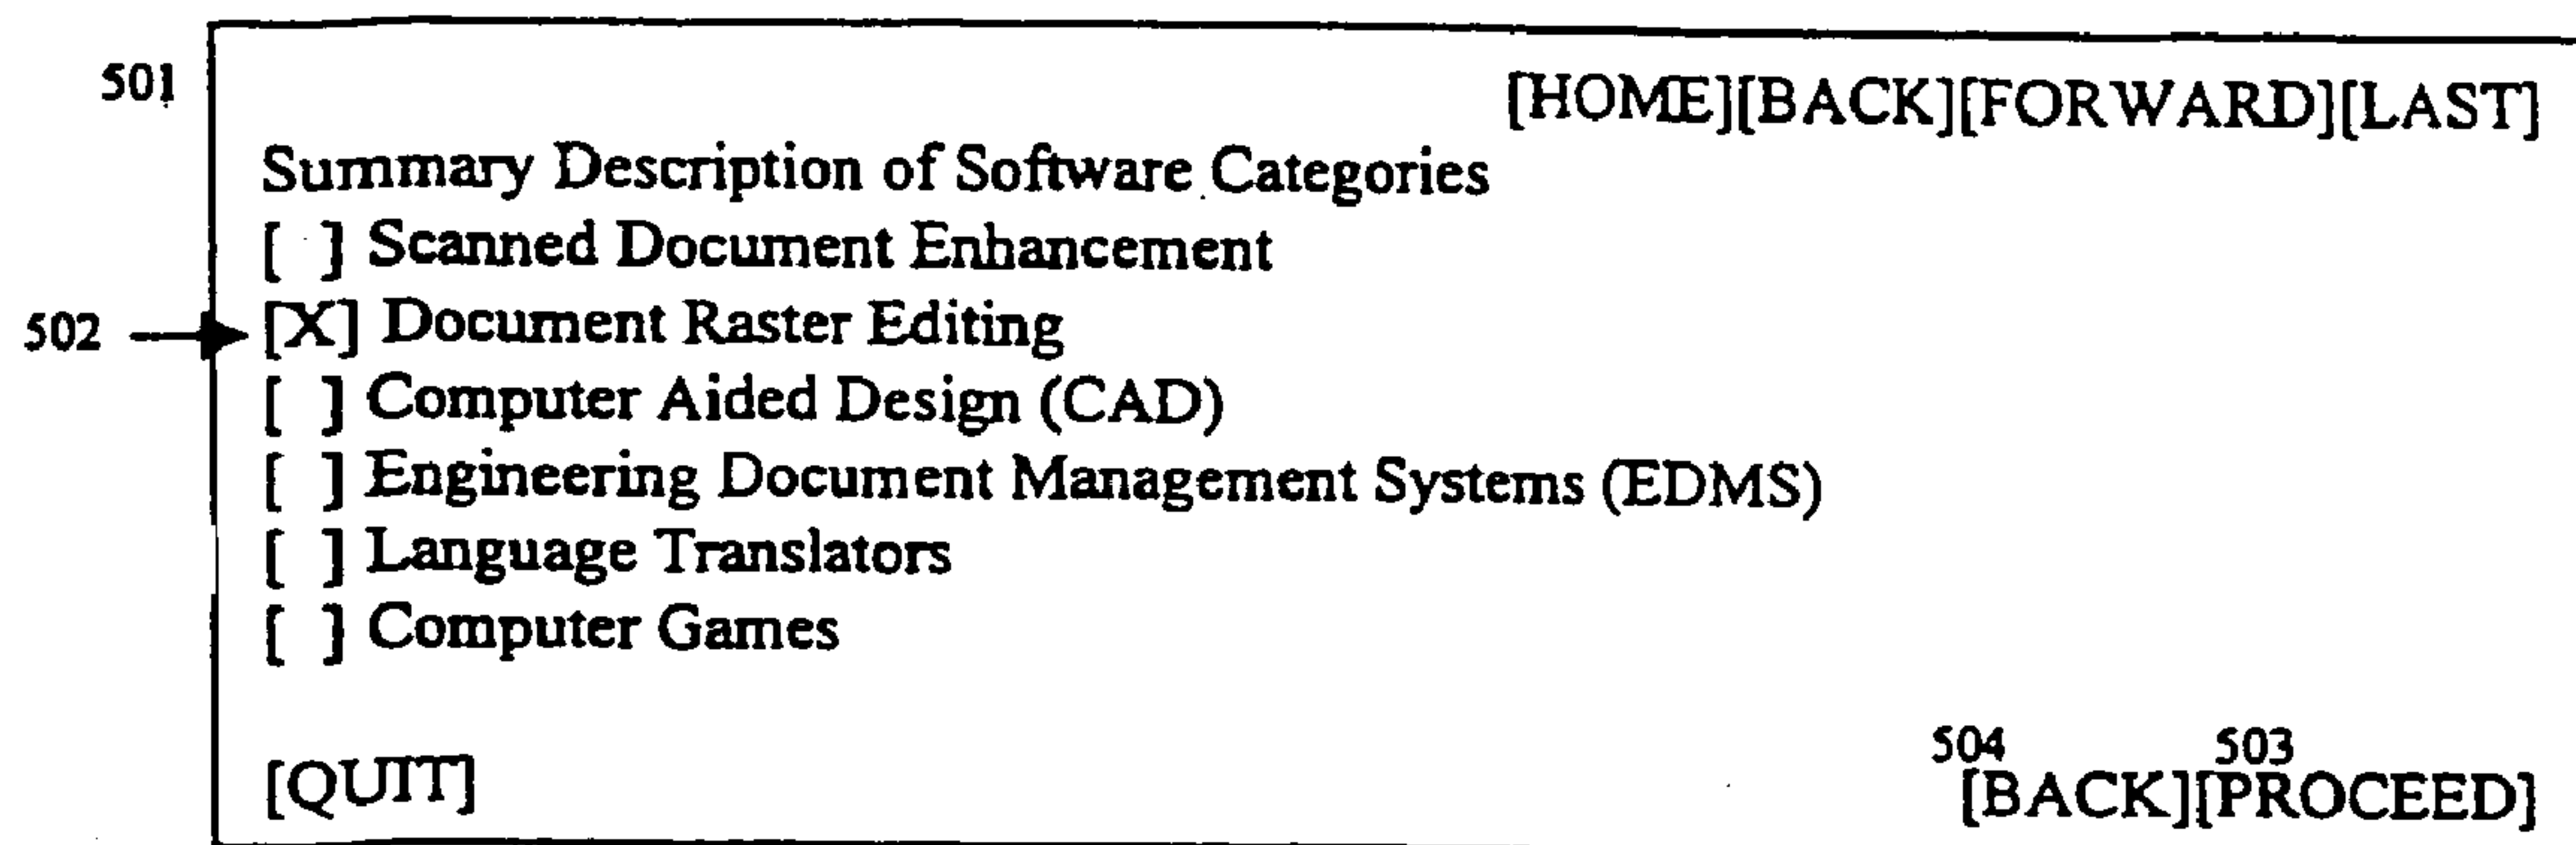 501 [HOME][BACK][FORWARD][LAST]
Summary Description of Software Categories
[ ] Scanned Document Enhancement
502 [X] Document Raster Editing
[ ] Computer Aided Design (CAD)
[ ] Engineering Document Management Systems (EDMS)
[ ] Language Translators
[ ] Computer Games
504 503
[QUIT] [BACK][PROCEED]